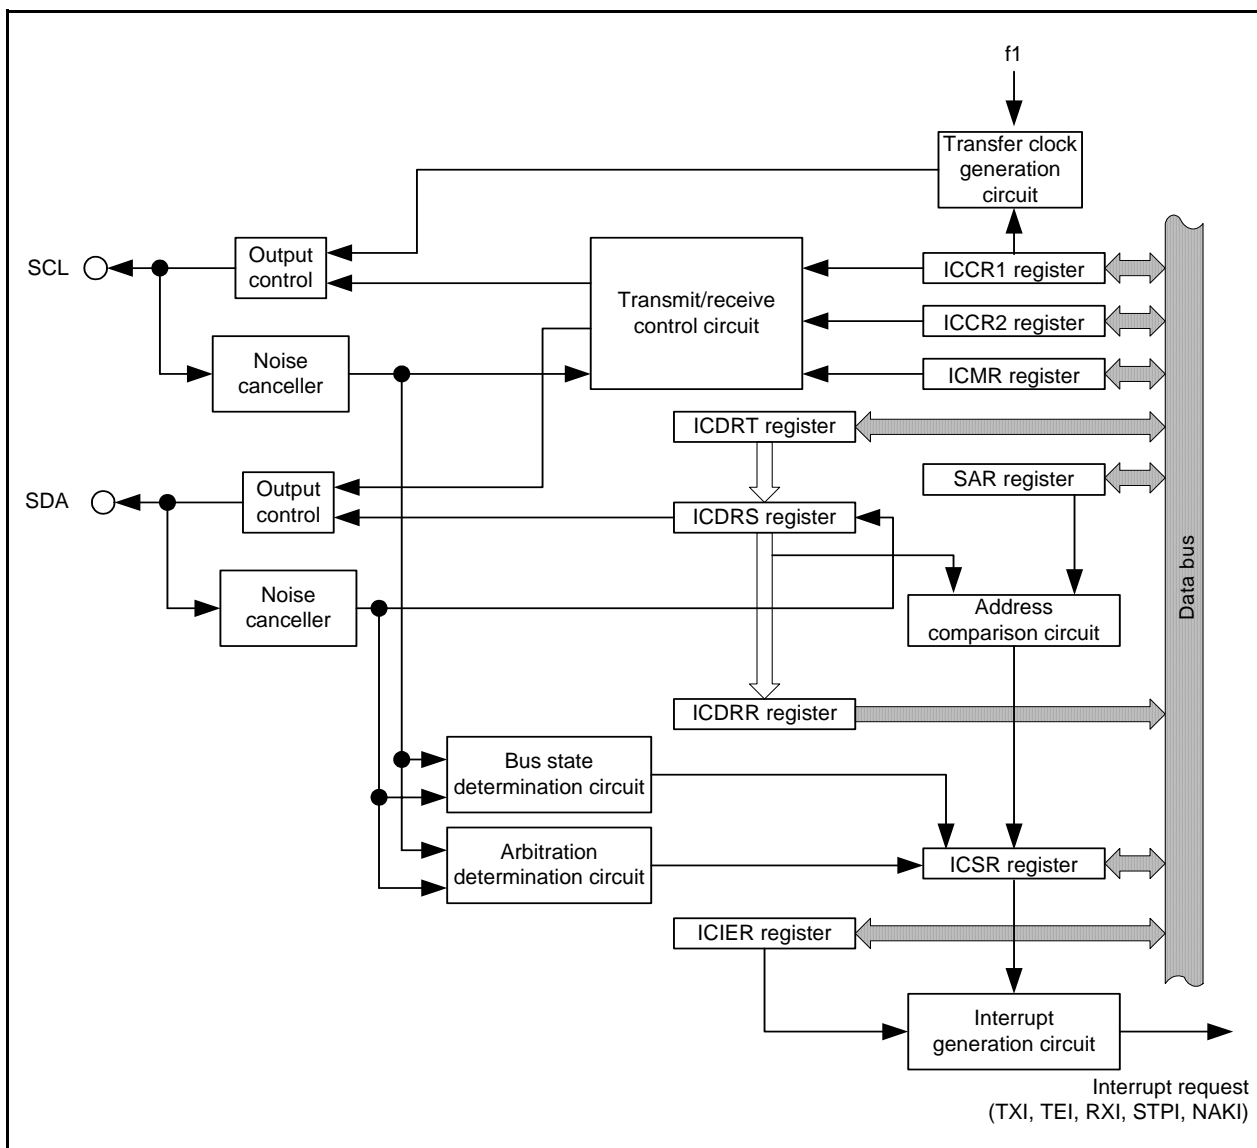 f1
Transfer clock
generation
circuit
SCL
Output
control
Transmit/receive
control circuit
ICCR1 register
ICCR2 register
ICMR register
Noise
canceller
ICDRT register
SAR register
SDA
Output
control
ICDRS register
Data bus
Noise
canceller
Address
comparison circuit
ICDRR register
Bus state
determination circuit
Arbitration
determination circuit
ICSR register
ICIER register
Interrupt
generation circuit
Interrupt request
(TXI, TEI, RXI, STPI, NAKI)